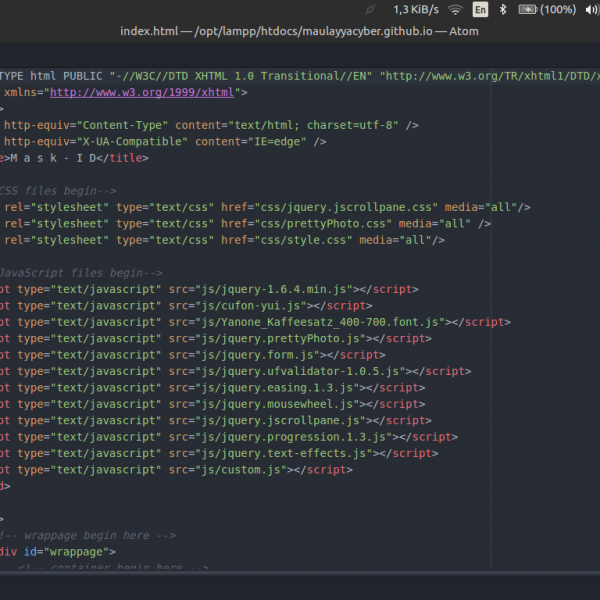 1,3 KiB/s En (100%)
index.html — /opt/lampp/htdocs/maulayyacyber.github.io — Atom
TYPE html PUBLIC "-//W3C//DTD XHTML 1.0 Transitional//EN" "http://www.w3.org/TR/xhtml1/DTD/x
xmlns="http://www.w3.org/1999/xhtml">
>
http-equiv="Content-Type" content="text/html; charset=utf-8" />
http-equiv="X-UA-Compatible" content="IE=edge" />
e>M a s k - I D</title>
CSS files begin-->
rel="stylesheet" type="text/css" href="css/jquery.jscrollpane.css" media="all"/>
rel="stylesheet" type="text/css" href="css/prettyPhoto.css" media="all" />
rel="stylesheet" type="text/css" href="css/style.css" media="all"/>
JavaScript files begin-->
pt type="text/javascript" src="js/jquery-1.6.4.min.js"></script>
pt type="text/javascript" src="js/cufon-yui.js"></script>
pt type="text/javascript" src="js/Yanone_Kaffeesatz_400-700.font.js"></script>
pt type="text/javascript" src="js/jquery.prettyPhoto.js"></script>
pt type="text/javascript" src="js/jquery.form.js"></script>
pt type="text/javascript" src="js/jquery.ufvalidator-1.0.5.js"></script>
pt type="text/javascript" src="js/jquery.easing.1.3.js"></script>
pt type="text/javascript" src="js/jquery.mousewheel.js"></script>
pt type="text/javascript" src="js/jquery.jscrollpane.js"></script>
pt type="text/javascript" src="js/jquery.progression.1.3.js"></script>
pt type="text/javascript" src="js/jquery.text-effects.js"></script>
pt type="text/javascript" src="js/custom.js"></script>
d>
>
!-- wrappage begin here -->
div id="wrappage">
<!-- container begin here -->